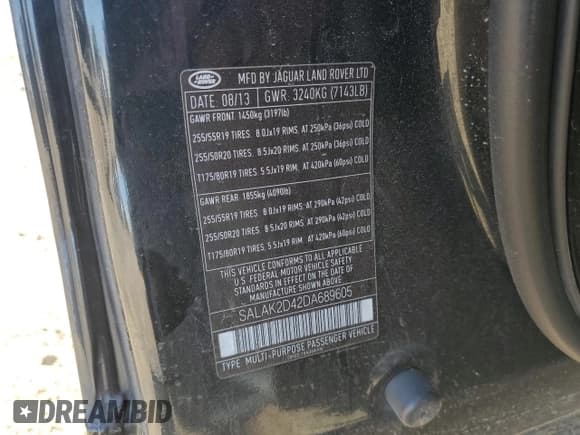 LAND ROVER
MFD BY JAGUAR LAND ROVER LTD
DATE. 08/13 GWR. 3240KG (7143LB)
GAWR FRONT 1450kg (3197lb)
255/55R19 TIRES. 8.0Jx19 RIMS. AT 250kPA (36psi) COLD
255/50R20 TIRES. 8.5Jx20 RIMS. AT 250kPA (36psi) COLD
T175/80R19 TIRES. 5.5Jx19 RIM. AT 420kPA (60psi) COLD
GAWR REAR 1855kg (4090lb)
255/55R19 TIRES. 8.0Jx19 RIMS. AT 290kPA (42psi) COLD
255/50R20 TIRES. 8.5Jx20 RIMS. AT 290kPA (42psi) COLD
T175/80R19 TIRES. 5.5Jx19 RIM. AT 420kPA (60psi) COLD
THIS VEHICLE CONFORMS TO ALL APPLICABLE
U.S. FEDERAL MOTOR VEHICLE SAFETY
STANDARDS IN EFFECT ON THE DATE OF
MANUFACTURE SHOWN ABOVE
SALAK2D42DA689605
TYPE MULTI-PURPOSE PASSENGER VEHICLE
DREAMBID